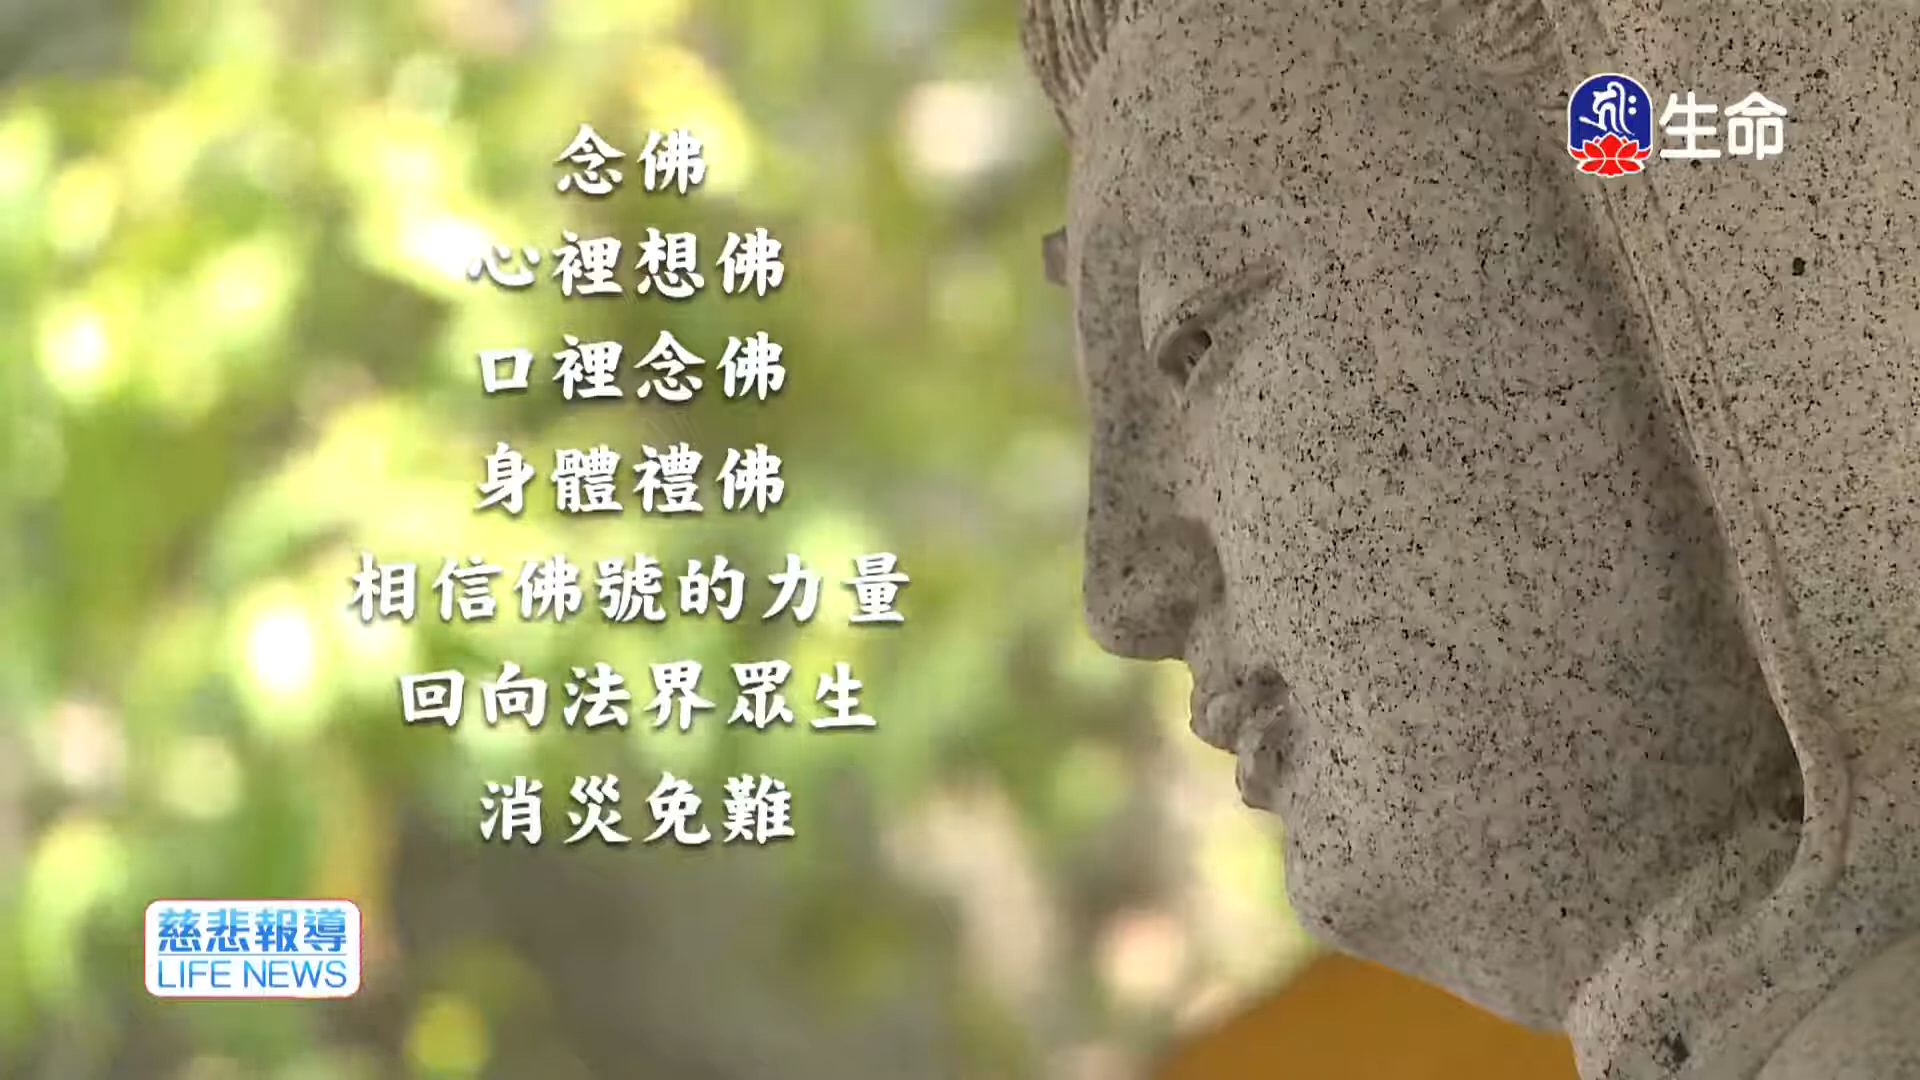 念佛
心裡想佛
口裡念佛
身體禮佛
相信佛號的力量
回向法界眾生
消災免難
生命
慈悲報導
LIFE NEWS